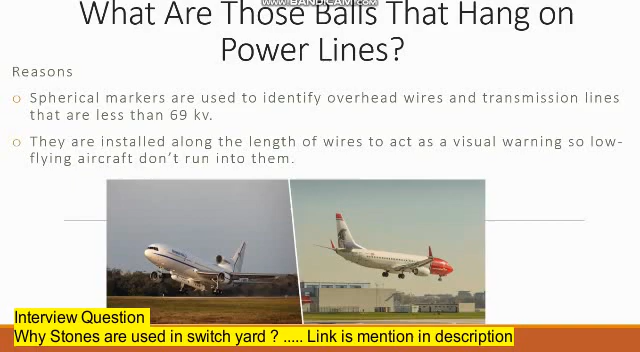 What Are Those Balls That Hang on
www.BANDICAM.com
Power Lines?
Reasons
o Spherical markers are used to identify overhead wires and transmission lines
that are less than 69 kv.
o They are installed along the length of wires to act as a visual warning so low-
flying aircraft don't run into them.
Interview Question
Why Stones are used in switch yard ? ..... Link is mention in description